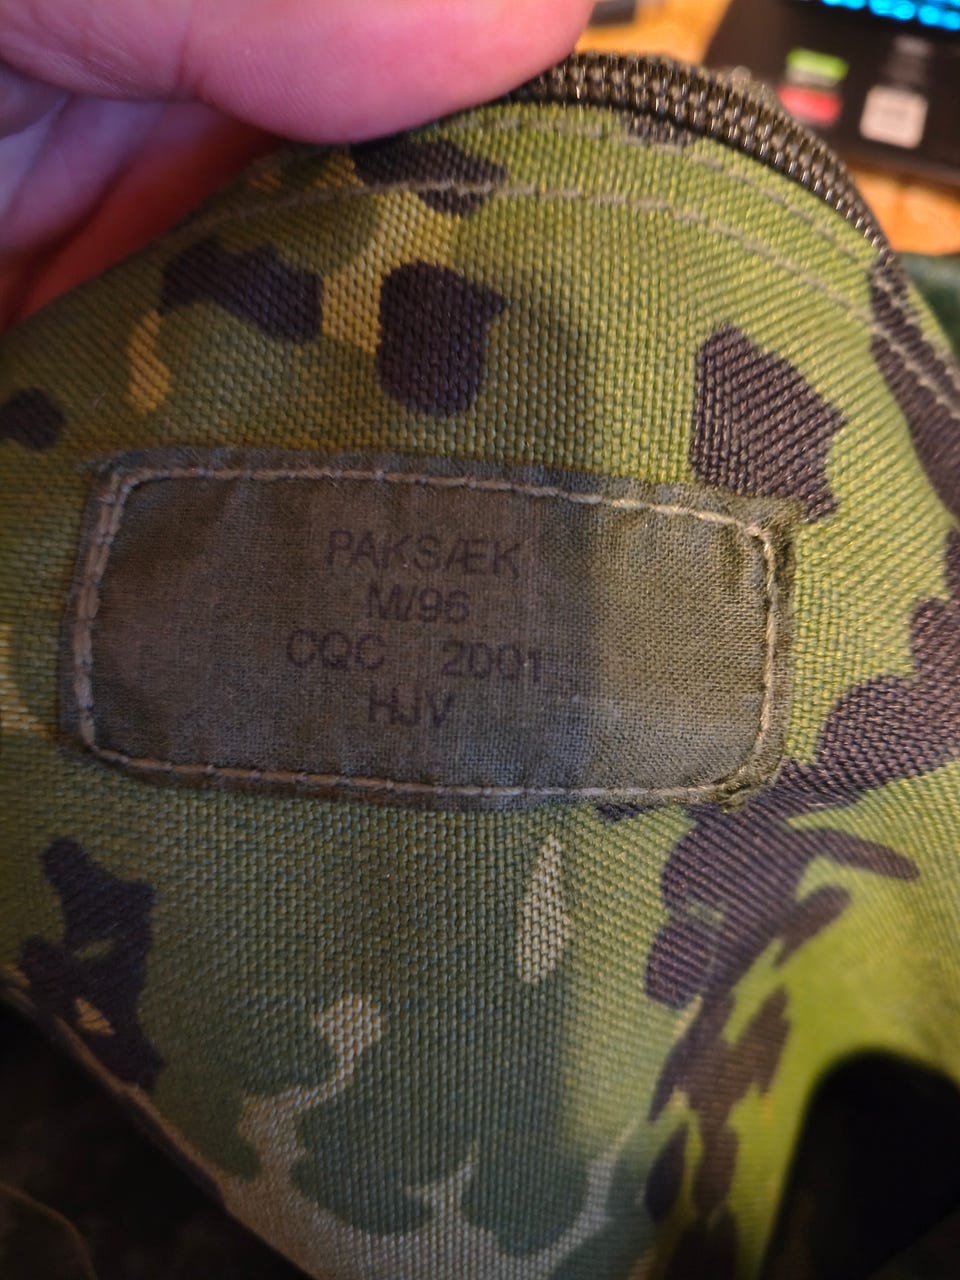 PAKSÆK
M/96
CQC 2001
HJV